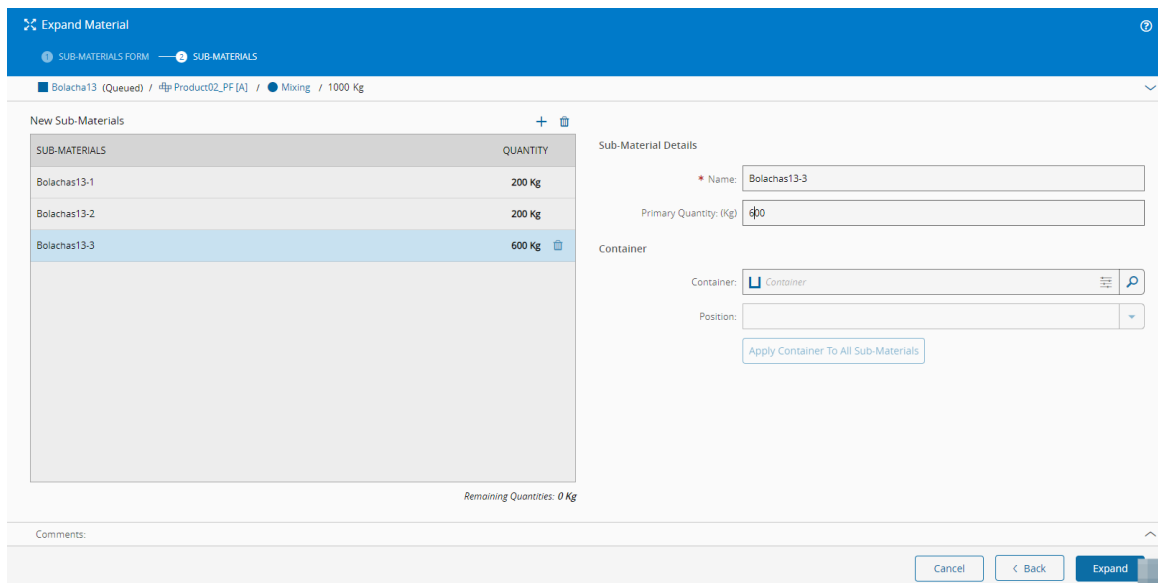 Expand Material
1 SUB-MATERIALS FORM 2 SUB-MATERIALS
Bolacha13 (Queued) / Product02_PF [A] / Mixing / 1000 Kg
New Sub-Materials
SUB-MATERIALS QUANTITY
Bolachas13-1 200 Kg
Bolachas13-2 200 Kg
Bolachas13-3 600 Kg
Remaining Quantities: 0 Kg
Sub-Material Details
* Name: Bolachas13-3
Primary Quantity: (Kg) 600
Container
Container: Container
Position:
Apply Container To All Sub-Materials
Comments:
Cancel < Back Expand